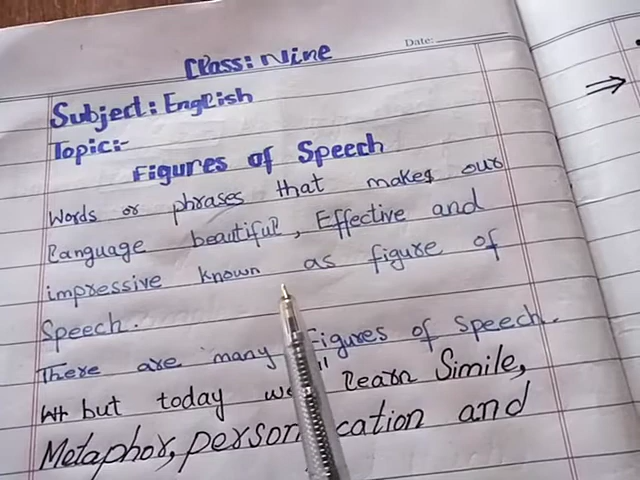 Class: Nine
Date:
Subject: English
Topic:-
Figures of Speech
Words or phrases that makes our
language beautiful, Effective and
impressive known as figure of
Speech.
There are many Figures of Speech.
but today we'll learn Simile,
Metaphor, and